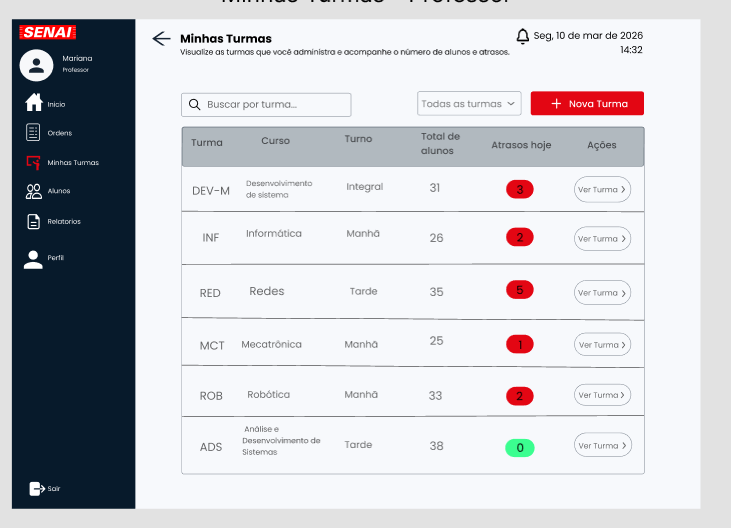 Minhas Turmas - Professor
SENAI
Mariana
Professor
Inicio
Ordens
Minhas Turmas
Alunos
Relatorios
Perfil
Sair
Minhas Turmas
Visualize as turmas que você administra e acompanhe o número de alunos e atrasos.
Seg, 10 de mar de 2026
14:32
Buscar por turma...
Todas as turmas
+ Nova Turma
Turma Curso Turno Total de alunos Atrasos hoje Ações
DEV-M Desenvolvimento de sistema Integral 31 3 Ver Turma >
INF Informática Manhã 26 2 Ver Turma >
RED Redes Tarde 35 5 Ver Turma >
MCT Mecatrônica Manhã 25 1 Ver Turma >
ROB Robótica Manhã 33 2 Ver Turma >
ADS Análise e Desenvolvimento de Sistemas Tarde 38 0 Ver Turma >